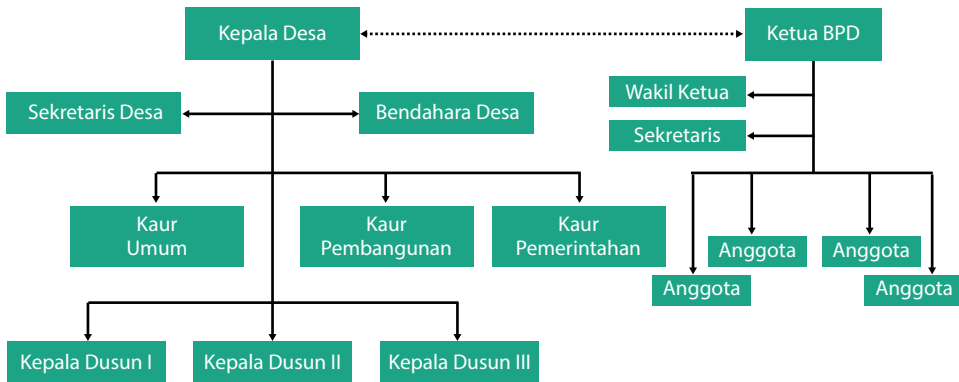 Kepala Desa
Ketua BPD
Wakil Ketua
Sekretaris Desa
Bendahara Desa
Sekretaris
Kaur
Umum
Kaur
Pembangunan
Kaur
Pemerintahan
Anggota
Anggota
Anggota
Anggota
Kepala Dusun I
Kepala Dusun II
Kepala Dusun III